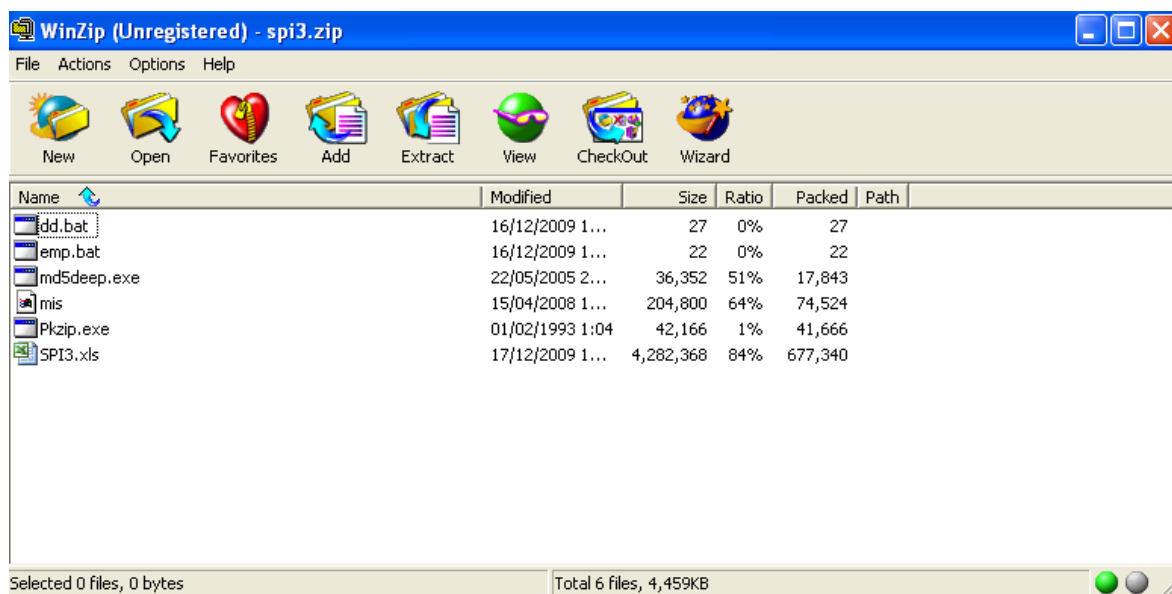 WinZip (Unregistered) - spi3.zip
File Actions Options Help
New Open Favorites Add Extract View CheckOut Wizard
Name Modified Size Ratio Packed Path
dd.bat 16/12/2009 1... 27 0% 27
emp.bat 16/12/2009 1... 22 0% 22
md5deep.exe 22/05/2005 2... 36,352 51% 17,843
mis 15/04/2008 1... 204,800 64% 74,524
Pkzip.exe 01/02/1993 1:04 42,166 1% 41,666
SPI3.xls 17/12/2009 1... 4,282,368 84% 677,340
Selected 0 files, 0 bytes Total 6 files, 4,459KB